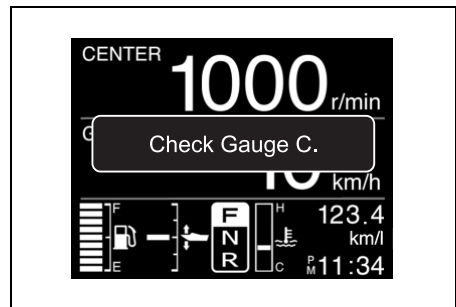 CENTER 1000 r/min
G
Check Gauge C.
km/h
F F H 123.4
N km/l
E R C PM 11:34